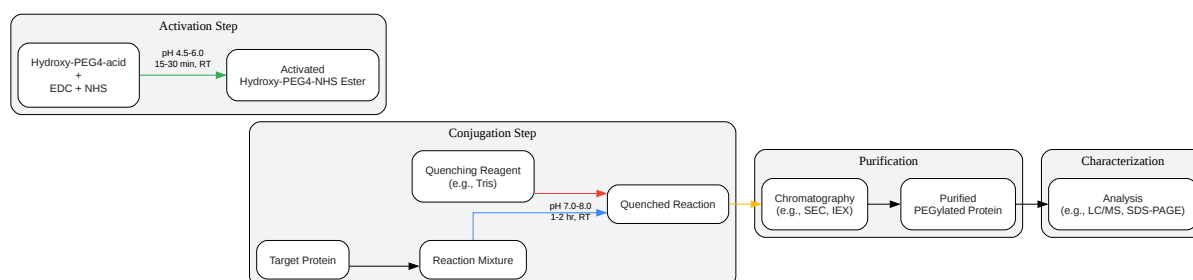 Activation Step
Hydroxy-PEG4-acid
+
EDC + NHS
pH 4.5-6.0
15-30 min, RT
Activated
Hydroxy-PEG4-NHS Ester
Conjugation Step
Quenching Reagent
(e.g., Tris)
Target Protein
Reaction Mixture
pH 7.0-8.0
1-2 hr, RT
Quenched Reaction
Purification
Chromatography
(e.g., SEC, IEX)
Purified
PEGylated Protein
Characterization
Analysis
(e.g., LC/MS, SDS-PAGE)